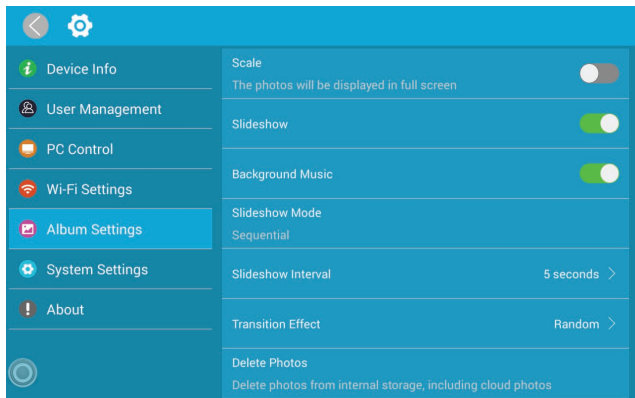 Device Info
User Management
PC Control
Wi-Fi Settings
Album Settings
System Settings
About
Scale
The photos will be displayed in full screen
Slideshow
Background Music
Slideshow Mode
Sequential
Slideshow Interval 5 seconds
Transition Effect Random
Delete Photos
Delete photos from internal storage, including cloud photos